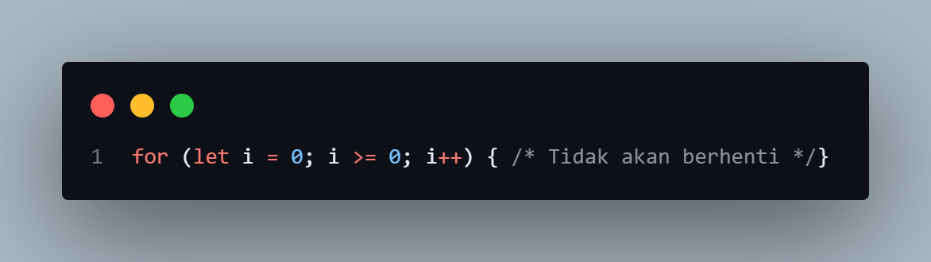 1 for (let i = 0; i >= 0; i++) { /* Tidak akan berhenti */}